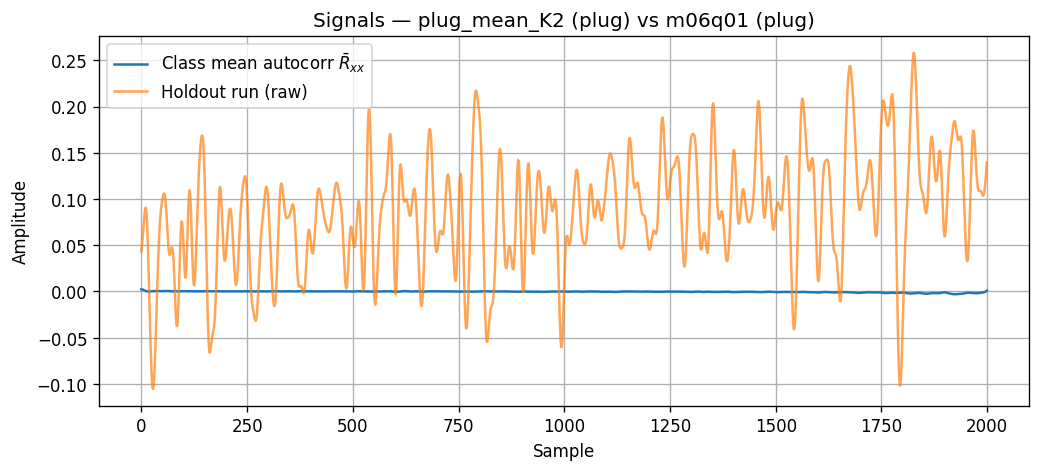 Signals — plug_mean_K2 (plug) vs m06q01 (plug)
Class mean autocorr R̄xx
Holdout run (raw)
Amplitude
0.25
0.20
0.15
0.10
0.05
0.00
−0.05
−0.10
0 250 500 750 1000 1250 1500 1750 2000
Sample